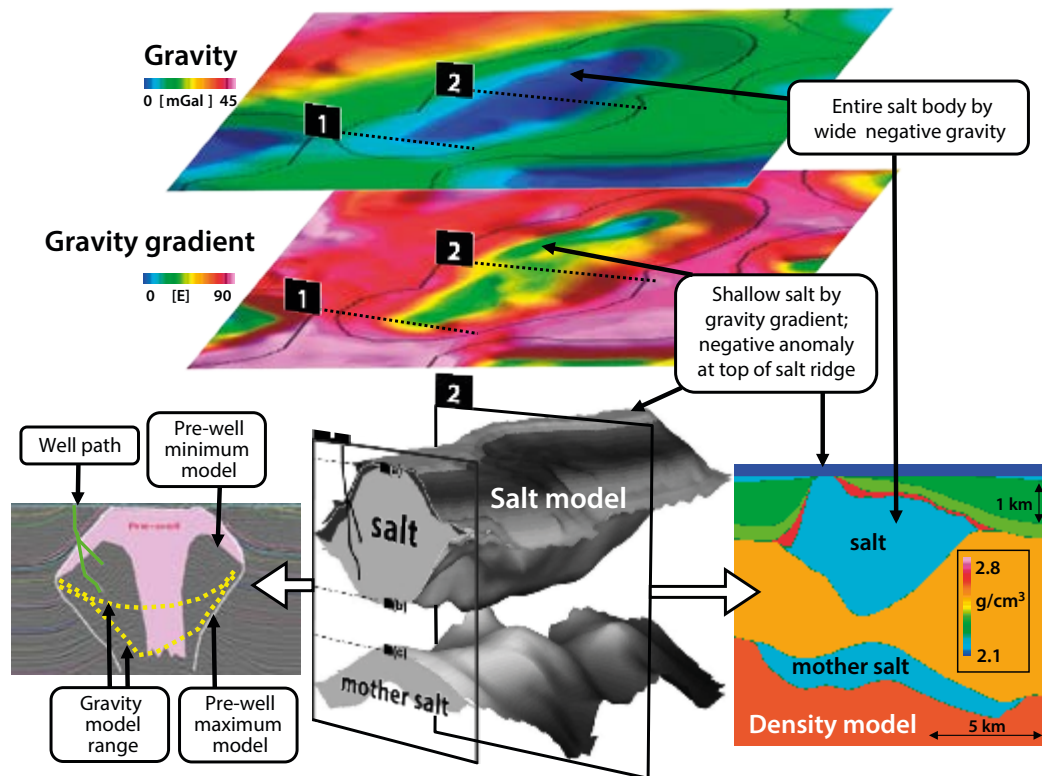 Gravity
0 [ mGal ] 45
2
1
Entire salt body by
wide negative gravity
Gravity gradient
0 [E] 90
2
1
Shallow salt by
gravity gradient;
negative anomaly
at top of salt ridge
2
Well path
Pre-well
minimum
model
Pre-well
Salt model
salt
(b)
(c)
mother salt
1 km
salt
2.8
g/cm³
2.1
mother salt
Density model
5 km
Gravity
model
range
Pre-well
maximum
model